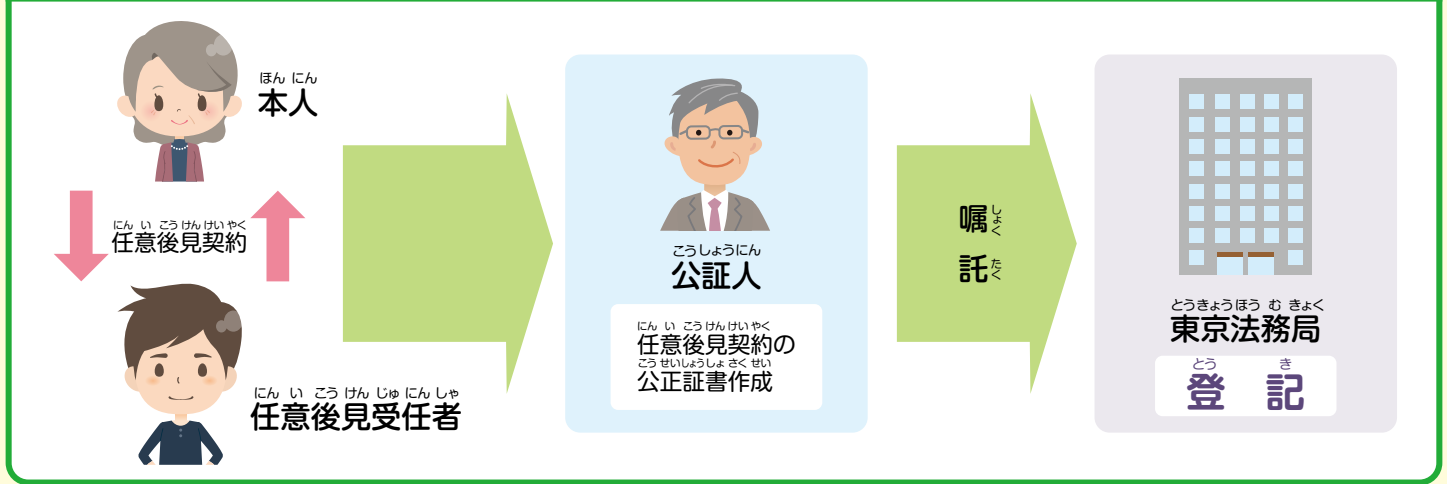 ほん にん
本人
にん い こう けん けい やく
任意後見契約
にん い こう けん じゅ にん しゃ
任意後見受任者
こうしょうにん
公証人
にん い こう けん けい やく
任意後見契約の
こう せいしょうしょ さく せい
公正証書作成
嘱しょく
託たく
とうきょうほう む きょく
東京法務局
とう き
登 記